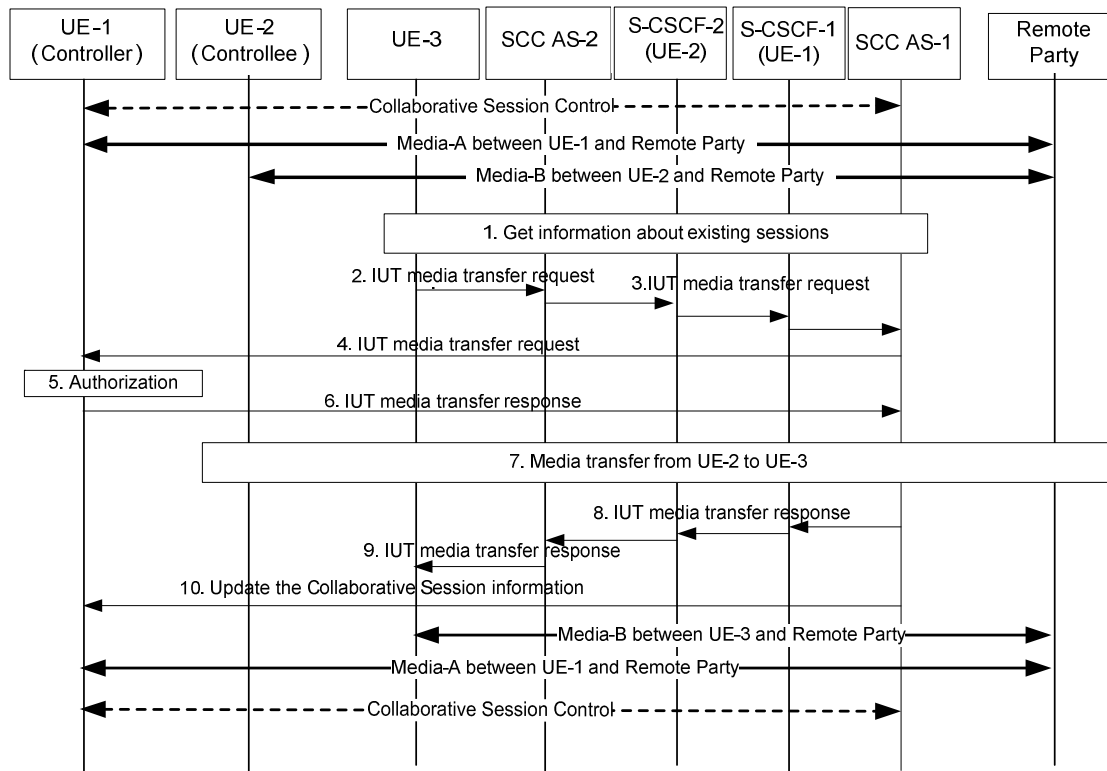 UE-1
(Controller)
UE-2
(Controllee)
UE-3
SCC AS-2
S-CSCF-2
(UE-2)
S-CSCF-1
(UE-1)
SCC AS-1
Remote
Party
Collaborative Session Control
Media-A between UE-1 and Remote Party
Media-B between UE-2 and Remote Party
1. Get information about existing sessions
2. IUT media transfer request
3.IUT media transfer request
4. IUT media transfer request
5. Authorization
6. IUT media transfer response
7. Media transfer from UE-2 to UE-3
8. IUT media transfer response
9. IUT media transfer response
10. Update the Collaborative Session information
Media-B between UE-3 and Remote Party
Media-A between UE-1 and Remote Party
Collaborative Session Control